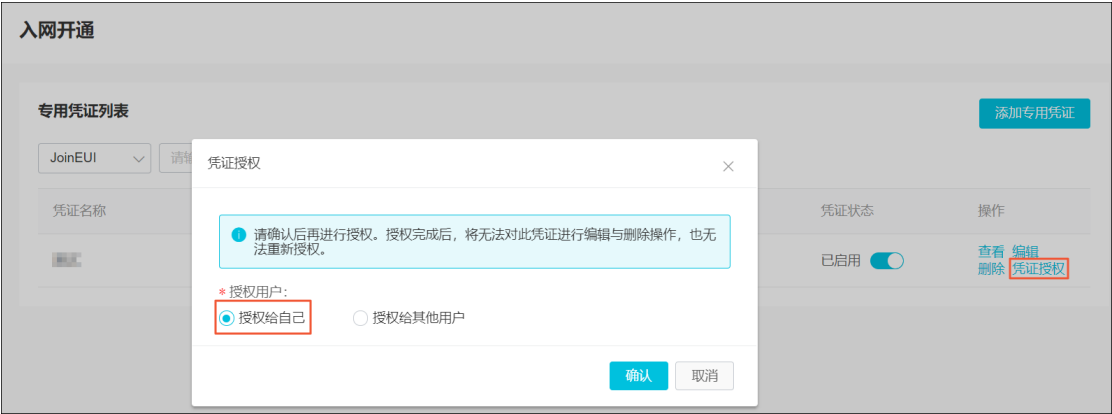 入网开通
专用凭证列表
添加专用凭证
JoinEUI
请输
凭证授权
凭证名称
凭证状态
操作
请确认后再进行授权。授权完成后，将无法对此凭证进行编辑与删除操作，也无
法重新授权。
已启用
查看 编辑
删除 凭证授权
* 授权用户：
授权给自己
授权给其他用户
确认
取消